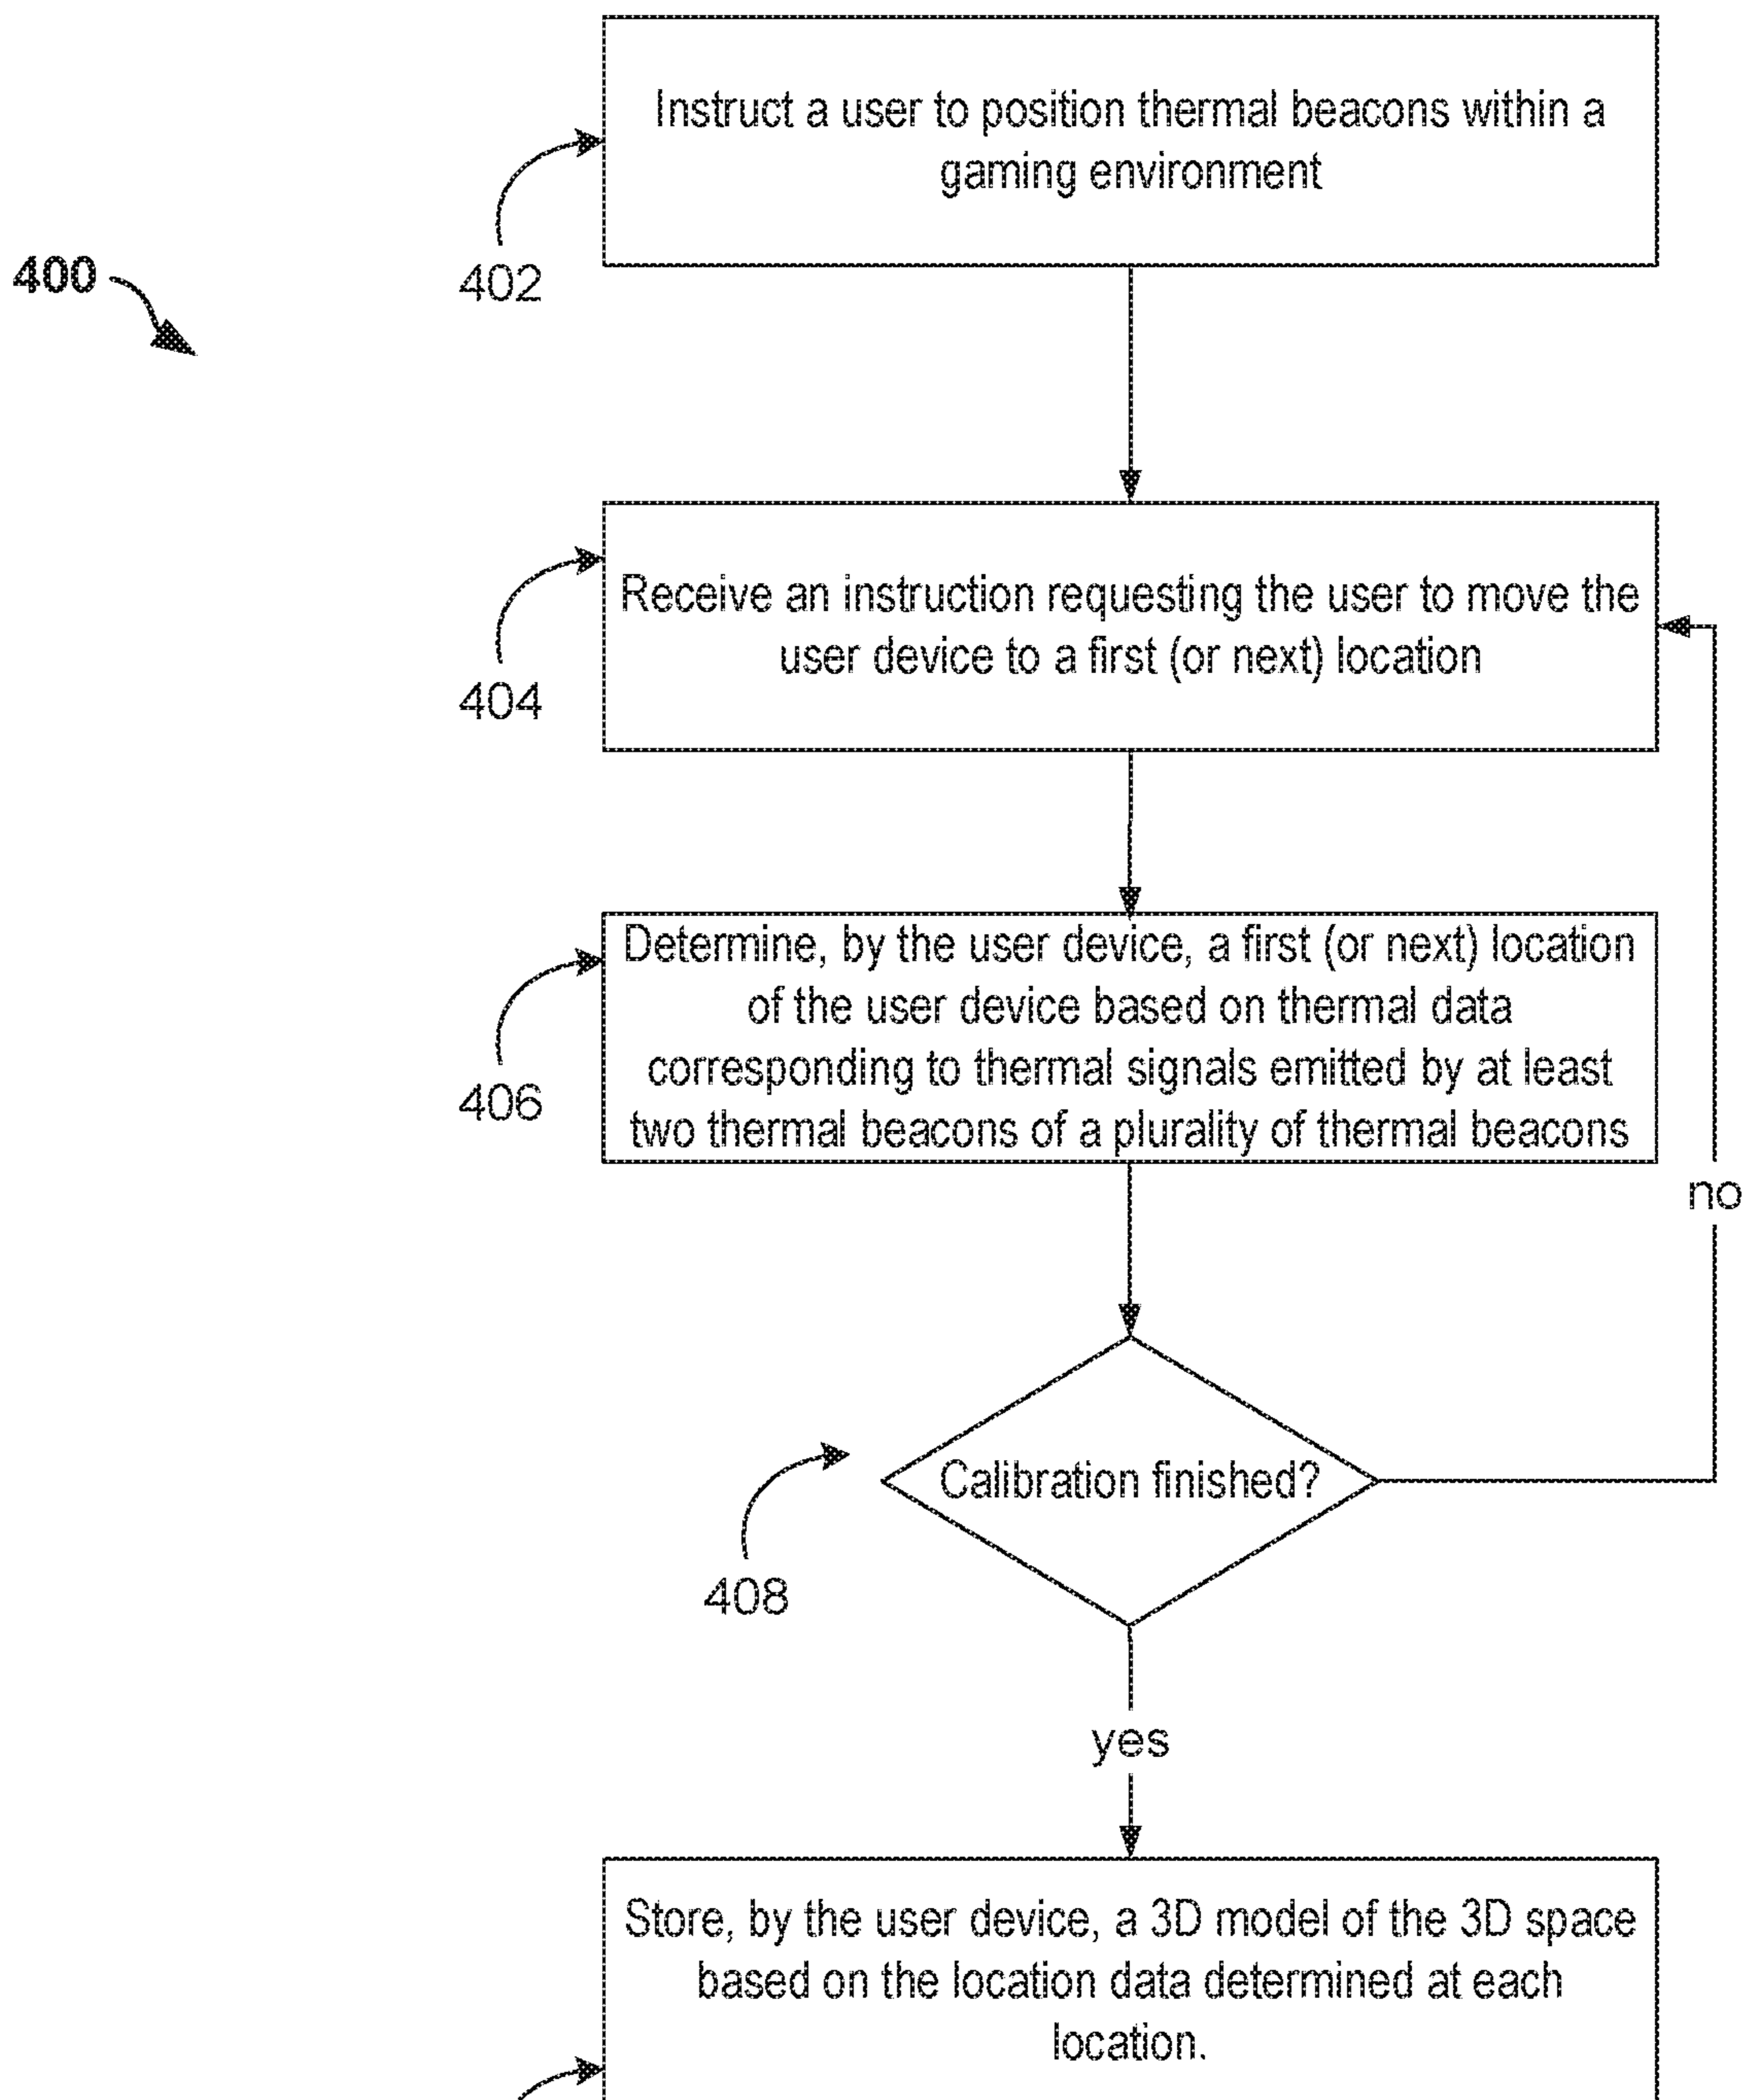 Instruct a user to position thermal beacons within a
gaming environment
400
402
Receive an instruction requesting the user to move the
user device to a first (or next) location
404
Determine, by the user device, a first (or next) location
of the user device based on thermal data
corresponding to thermal signals emitted by at least
two thermal beacons of a plurality of thermal beacons
406
no
Calibration finished?
408
yes
Store, by the user device, a 3D model of the 3D space
based on the location data determined at each
location.